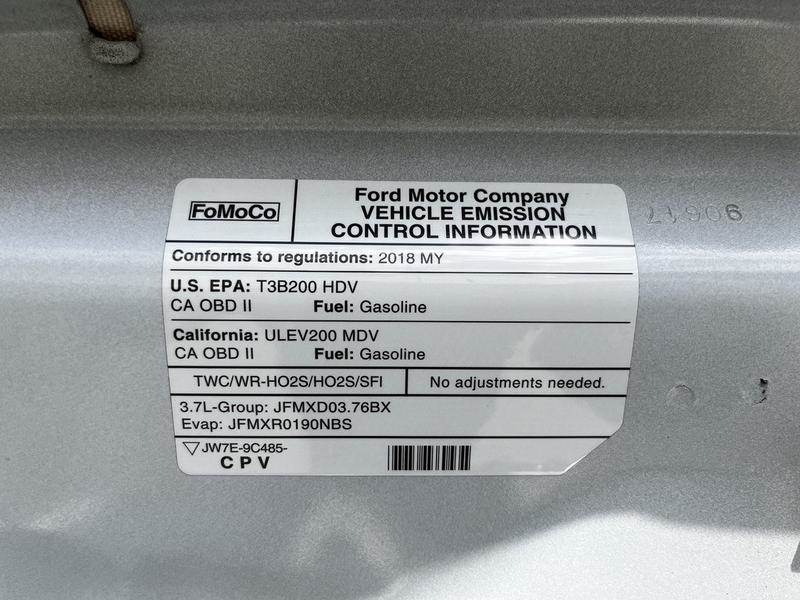 FoMoCo
Ford Motor Company
VEHICLE EMISSION
CONTROL INFORMATION
Conforms to regulations: 2018 MY
U.S. EPA: T3B200 HDV
CA OBD II Fuel: Gasoline
California: ULEV200 MDV
CA OBD II Fuel: Gasoline
TWC/WR-HO2S/HO2S/SFI No adjustments needed.
3.7L-Group: JFMXD03.76BX
Evap: JFMXR0190NBS
JW7E-9C485-
C P V